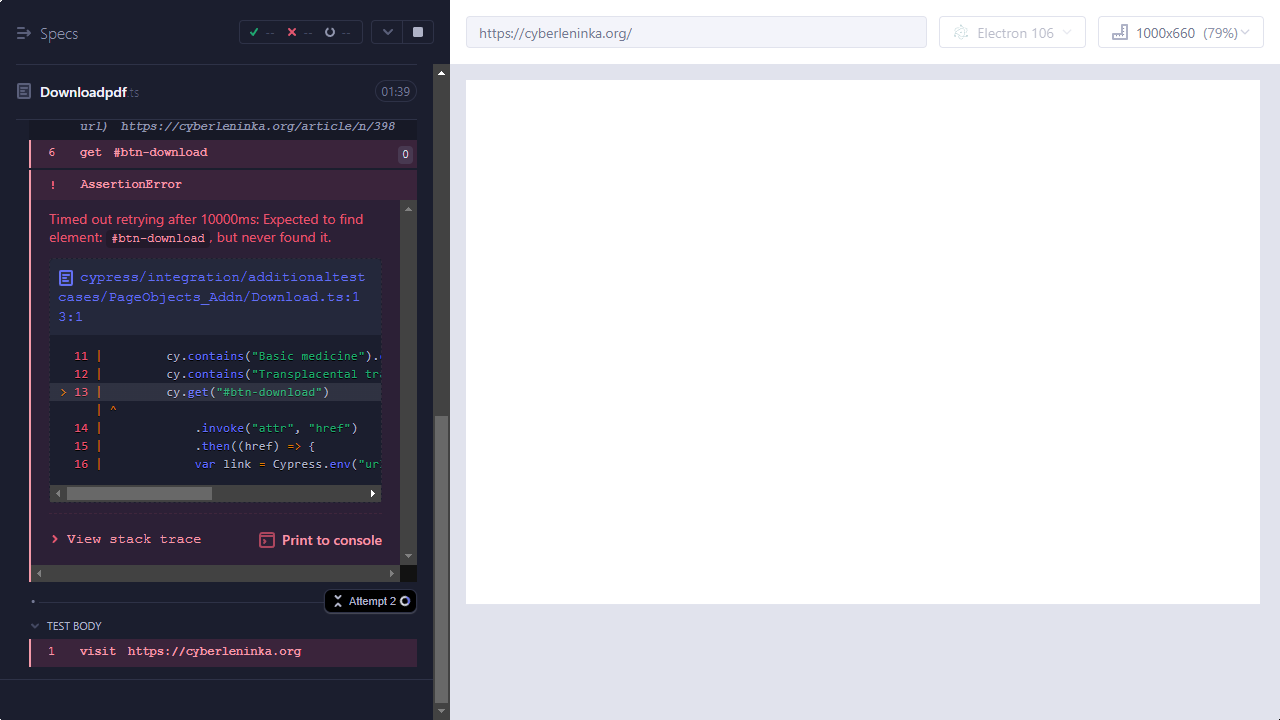 Specs
-- -- --
https://cyberleninka.org/
Electron 106
1000x660 (79%)
Downloadpdf.ts
01:39
url) https://cyberleninka.org/article/n/398
6 get #btn-download 0
! AssertionError
Timed out retrying after 10000ms: Expected to find
element: #btn-download, but never found it.
cypress/integration/additionaltest
cases/PageObjects_Addn/Download.ts:1
3:1
11 | cy.contains("Basic medicine").
12 | cy.contains("Transplacental tra
> 13 | cy.get("#btn-download")
| ^
14 | .invoke("attr", "href")
15 | .then((href) => {
16 | var link = Cypress.env("ur
> View stack trace
Print to console
Attempt 2
TEST BODY
1 visit https://cyberleninka.org